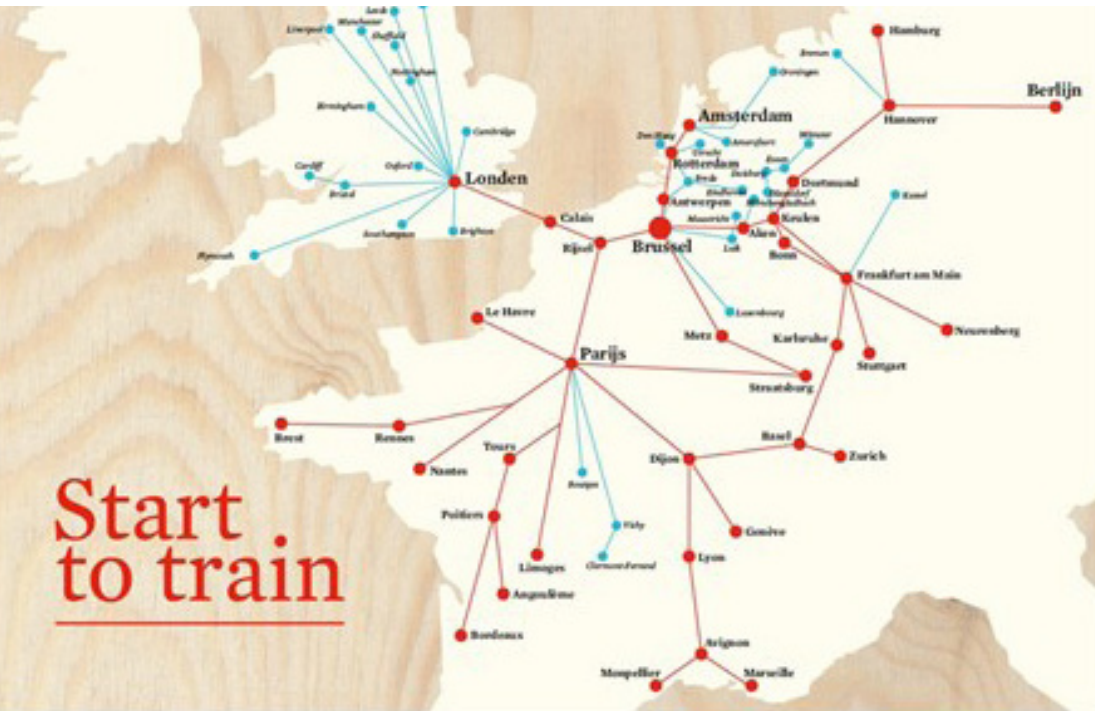 Leeds
Hamburg
Liverpool
Manchester
Sheffield
Bremen
Nottingham
Groningen
Berlijn
Birmingham
Amsterdam
Hannover
Cambridge
Den Haag
Amersfoort
Münster
Utrecht
Rotterdam
Essen
Cardiff
Oxford
Londen
Breda
Duisburg
Dortmund
Bristol
Eindhoven
Düsseldorf
Kassel
Antwerpen
Mönchengladbach
Calais
Maastricht
Keulen
Southampton
Brighton
Aken
Rijsel
Brussel
Luik
Bonn
Plymouth
Frankfurt am Main
Le Havre
Luxembourg
Neurenberg
Metz
Karlsruhe
Parijs
Stuttgart
Straatsburg
Brest
Rennes
Basel
Tours
Nantes
Dijon
Zurich
Bourges
Start
to train
Poitiers
Vichy
Genève
Limoges
Clermont-Ferrand
Lyon
Angoulême
Bordeaux
Avignon
Montpellier
Marseille